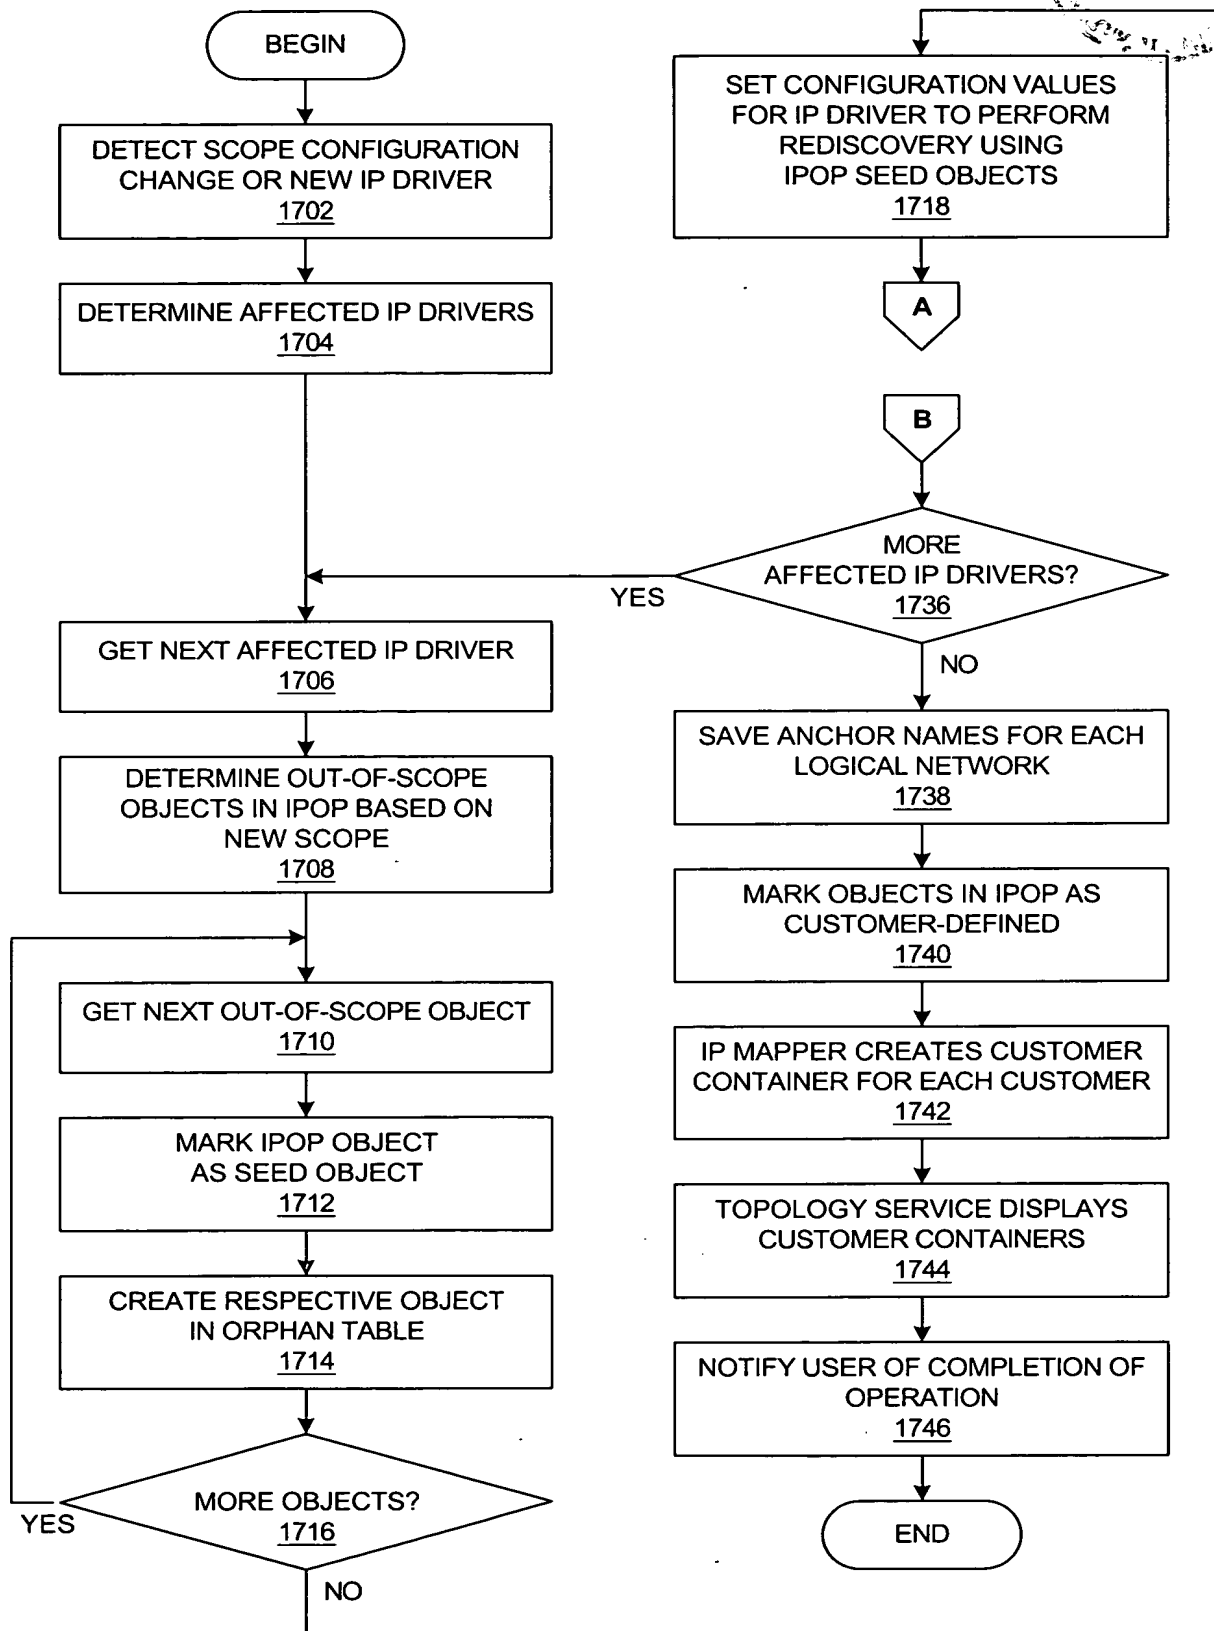 BEGIN
DETECT SCOPE CONFIGURATION
CHANGE OR NEW IP DRIVER
1702
DETERMINE AFFECTED IP DRIVERS
1704
GET NEXT AFFECTED IP DRIVER
1706
DETERMINE OUT-OF-SCOPE
OBJECTS IN IPOP BASED ON
NEW SCOPE
1708
GET NEXT OUT-OF-SCOPE OBJECT
1710
MARK IPOP OBJECT
AS SEED OBJECT
1712
CREATE RESPECTIVE OBJECT
IN ORPHAN TABLE
1714
MORE OBJECTS?
1716
YES
NO
SET CONFIGURATION VALUES
FOR IP DRIVER TO PERFORM
REDISCOVERY USING
IPOP SEED OBJECTS
1718
A
B
MORE
AFFECTED IP DRIVERS?
1736
YES
NO
SAVE ANCHOR NAMES FOR EACH
LOGICAL NETWORK
1738
MARK OBJECTS IN IPOP AS
CUSTOMER-DEFINED
1740
IP MAPPER CREATES CUSTOMER
CONTAINER FOR EACH CUSTOMER
1742
TOPOLOGY SERVICE DISPLAYS
CUSTOMER CONTAINERS
1744
NOTIFY USER OF COMPLETION OF
OPERATION
1746
END